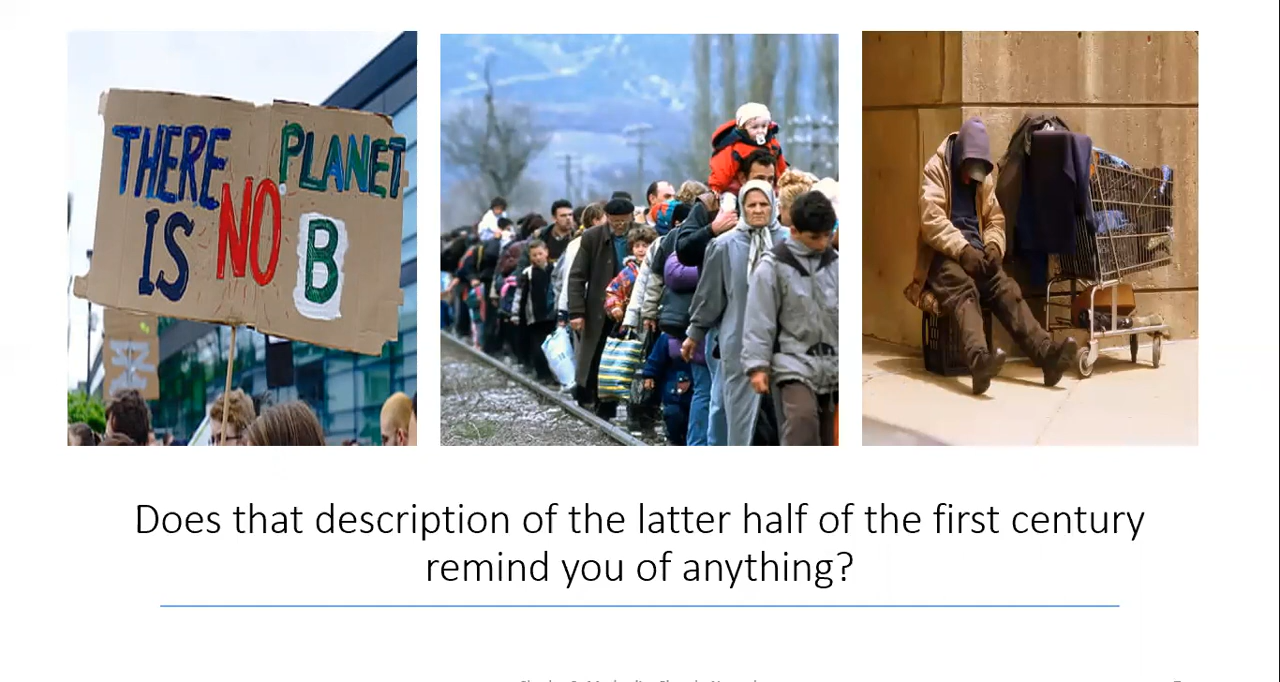 THERE PLANET
IS NO B
Does that description of the latter half of the first century
remind you of anything?